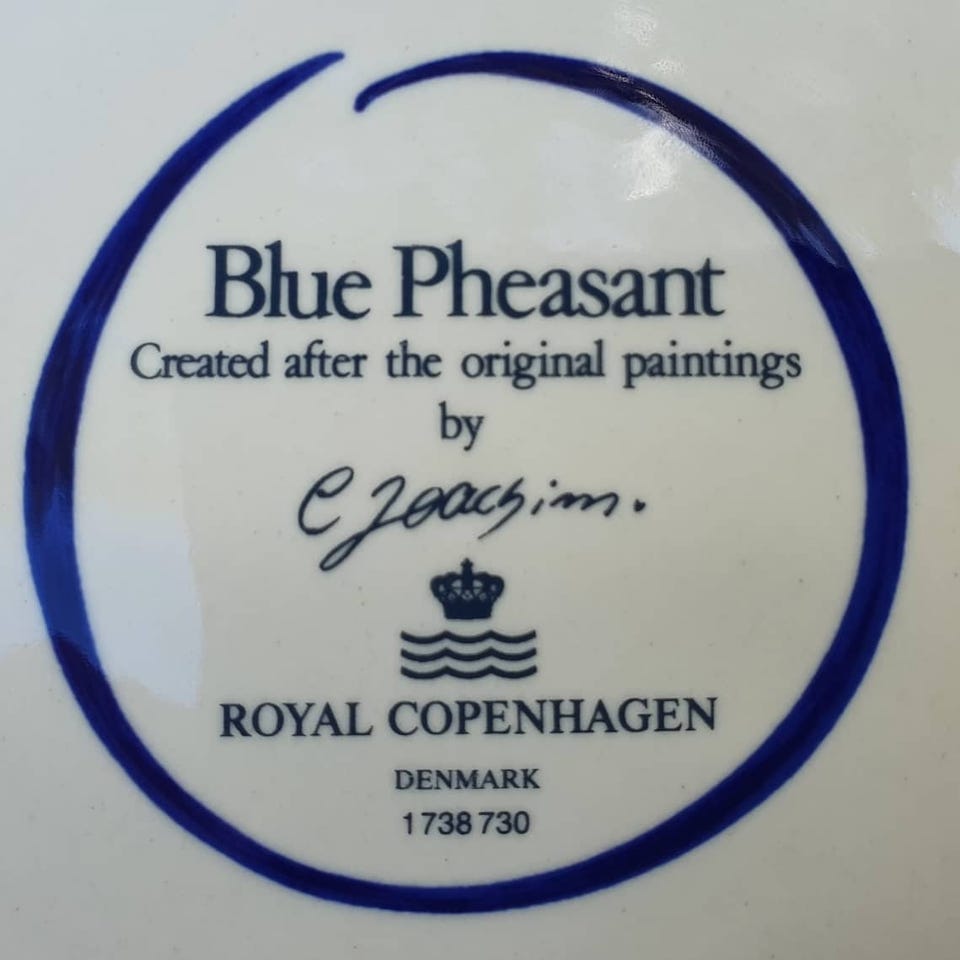 Blue Pheasant
Created after the original paintings
by
C Joachim.
ROYAL COPENHAGEN
DENMARK
1738 730